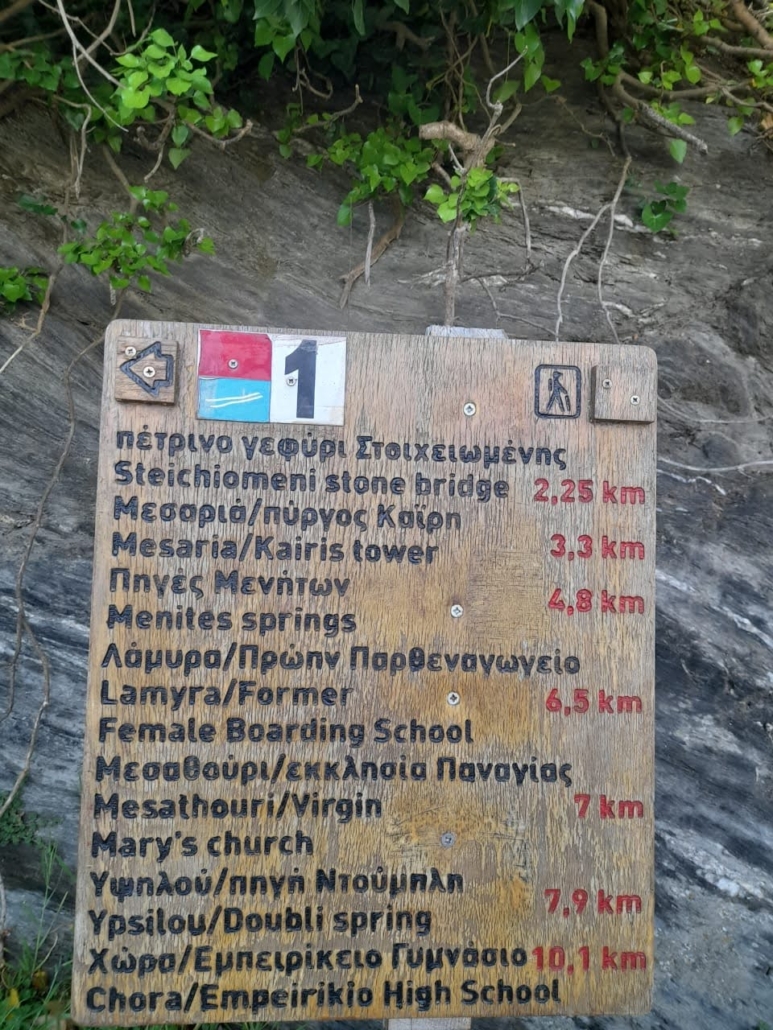 1
πέτρινο γεφύρι Στοιχειωμένης
Steichiomeni stone bridge 2,25 km
Μεσαριά/πύργος Καΐρη
Mesaria/Kairis tower 3,3 km
Πηγές Μενήτων
Menites springs 4,8 km
Λάμυρα/Πρώην Παρθεναγωγείο
Lamyra/Former 6,5 km
Female Boarding School
Μεσαθούρι/εκκλησία Παναγίας
Mesathouri/Virgin 7 km
Mary's church
Υψηλού/πηγή Ντούμπλη
Ypsilou/Doubli spring 7,9 km
Χώρα/Εμπειρίκειο Γυμνάσιο 10,1 km
Chora/Empeirikio High School